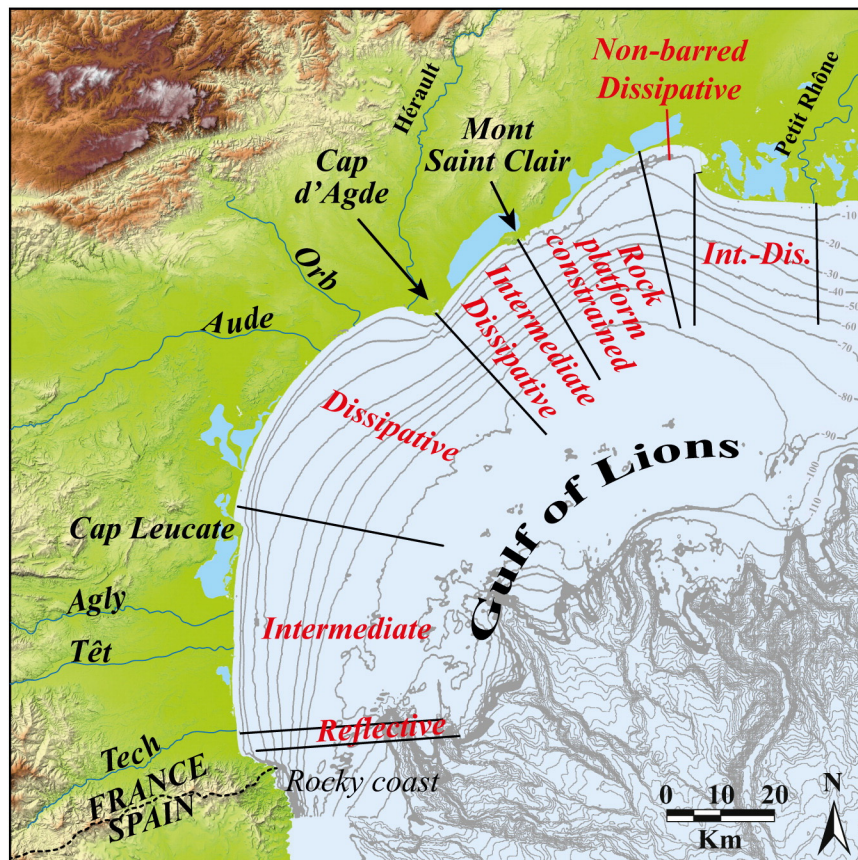 Non-barred
Dissipative
Hérault
Petit Rhône
Mont
Saint Clair
Cap
d'Agde
Orb
Aude
Int.-Dis.
Rock
platform
constrained
Intermediate
Dissipative
Dissipative
-10
-20
-30
-40
-50
-60
-70
-80
-90
-100
-110
Gulf of Lions
Cap Leucate
Agly
Têt
Intermediate
Reflective
Tech
FRANCE
SPAIN
Rocky coast
0 10 20
Km
N